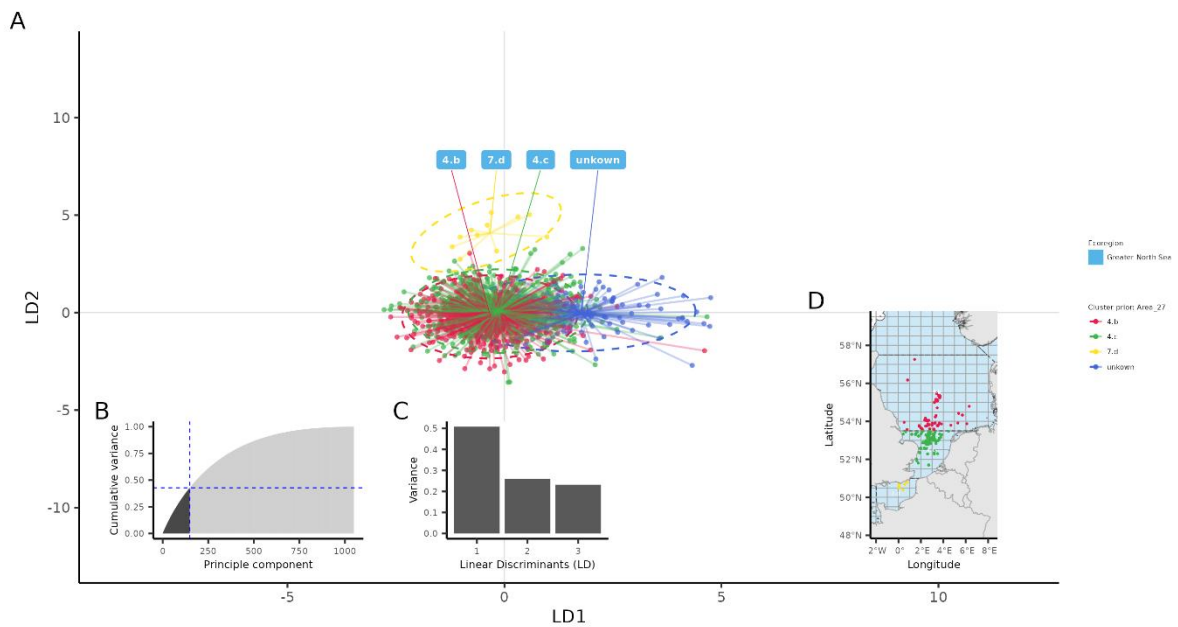 A
10
5
0
-5
-10
LD2
4.b 7.d 4.c unkown
B
1.00
0.75
0.50
0.25
0.00
Cumulative variance
0 250 500 750 1000
Principle component
C
0.5
0.4
0.3
0.2
0.1
0.0
Variance
1 2 3
Linear Discriminants (LD)
D
58°N
56°N
54°N
52°N
50°N
48°N
Latitude
2°W 0° 2°E 4°E 6°E 8°E
Longitude
Ecoregion
Greater North Sea
Cluster prior: Area_27
4.b
4.c
7.d
unkown
-5 0 5 10
LD1